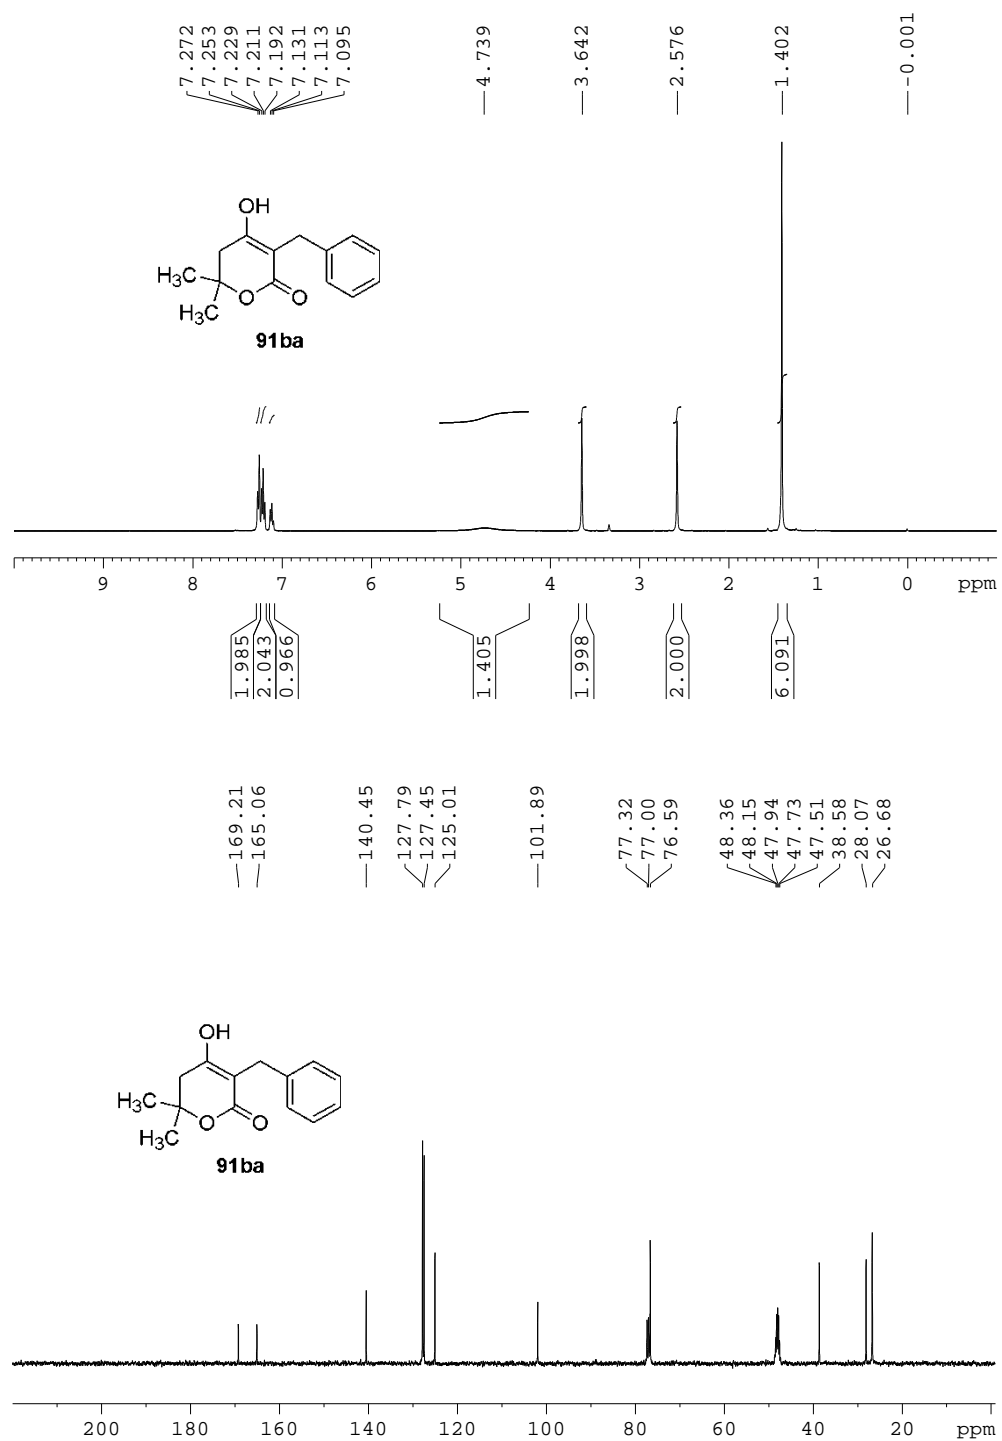 7.272
7.253
7.229
7.211
7.192
7.131
7.113
7.095
4.739
3.642
2.576
1.402
-0.001
OH
H3C
H3C
O
O
91ba
9 8 7 6 5 4 3 2 1 0 ppm
1.985
2.043
0.966
1.405
1.998
2.000
6.091
169.21
165.06
140.45
127.79
127.45
125.01
101.89
77.32
77.00
76.59
48.36
48.15
47.94
47.73
47.51
38.58
28.07
26.68
OH
H3C
H3C
O
O
91ba
200 180 160 140 120 100 80 60 40 20 ppm